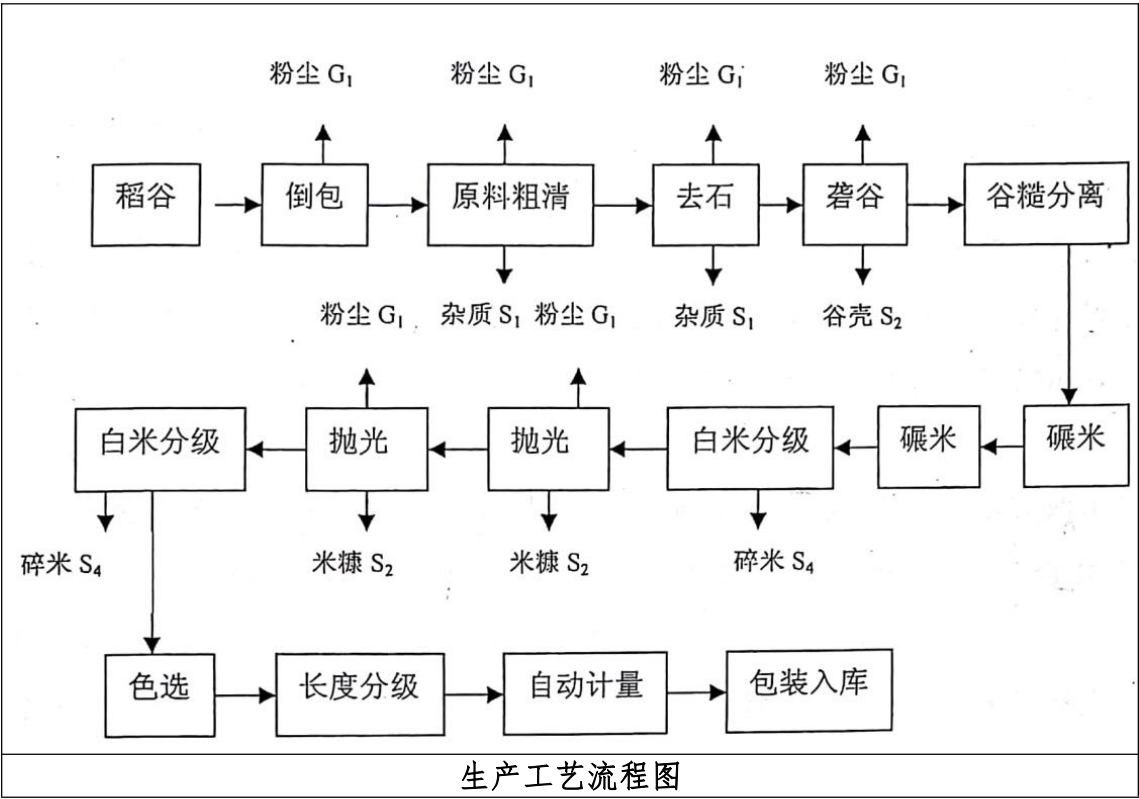 粉尘 G₁ 粉尘 G₁ 粉尘 G₁ 粉尘 G₁
稻谷 倒包 原料粗清 去石 砻谷 谷糙分离
粉尘 G₁ 杂质 S₁ 粉尘 G₁ 杂质 S₁ 谷壳 S₂
白米分级 抛光 抛光 白米分级 碾米 碾米
碎米 S₄ 米糠 S₂ 米糠 S₂ 碎米 S₄
色选 长度分级 自动计量 包装入库
生产工艺流程图